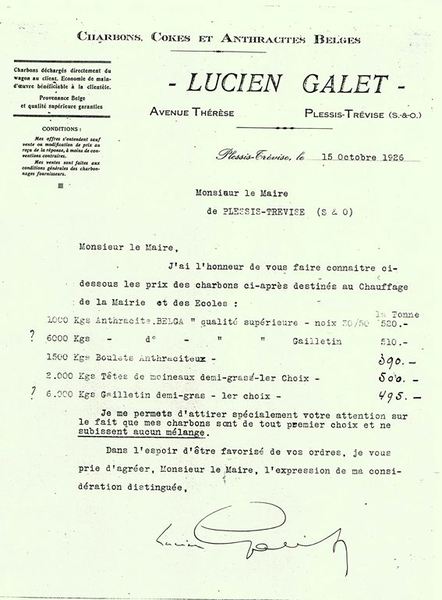 CHARBONS, COKES ET ANTHRACITES BELGES
Charbons déchargés directement du
wagon au client. Economie de main-
d'œuvre bénéficiable à la clientèle.
Provenance Belge
et qualité supérieure garanties
- LUCIEN GALET -
AVENUE THÉRÈSE PLESSIS-TRÉVISE (S.-&-O.)
CONDITIONS :
Mes offres s'entendent sauf
vente ou modification de prix au
reçu de la réponse, à moins de con-
ventions contraires.
Mes ventes sont faites aux
conditions générales des charbon-
nages fournisseurs.
Plessis-Trévise, le 15 Octobre 1926
Monsieur le Maire
de PLESSIS-TREVISE (S & O)
Monsieur le Maire,
J'ai l'honneur de vous faire connaitre ci-
dessous les prix des charbons ci-après destinés au Chauffage
de la Mairie et des Ecoles :
la Tonne
1000 Kgs Anthracite.BELGA " qualité supérieure - noix 30/50 520.-
? 6000 Kgs - d° - " " Gailletin 510.-
1500 Kgs Boulets Anthraciteux - 390.-
2.000 Kgs Têtes de moineaux demi-gras-1er Choix - 500.-
? 6.000 Kgs Gailletin demi-gras - 1er choix - 495.-
Je me permets d'attirer spécialement votre attention sur
le fait que mes charbons sont de tout premier choix et ne
subissent aucun mélange.
Dans l'espoir d'être favorisé de vos ordres, je vous
prie d'agréer, Monsieur le Maire, l'expression de ma consi-
dération distinguée,
Lucien Galet